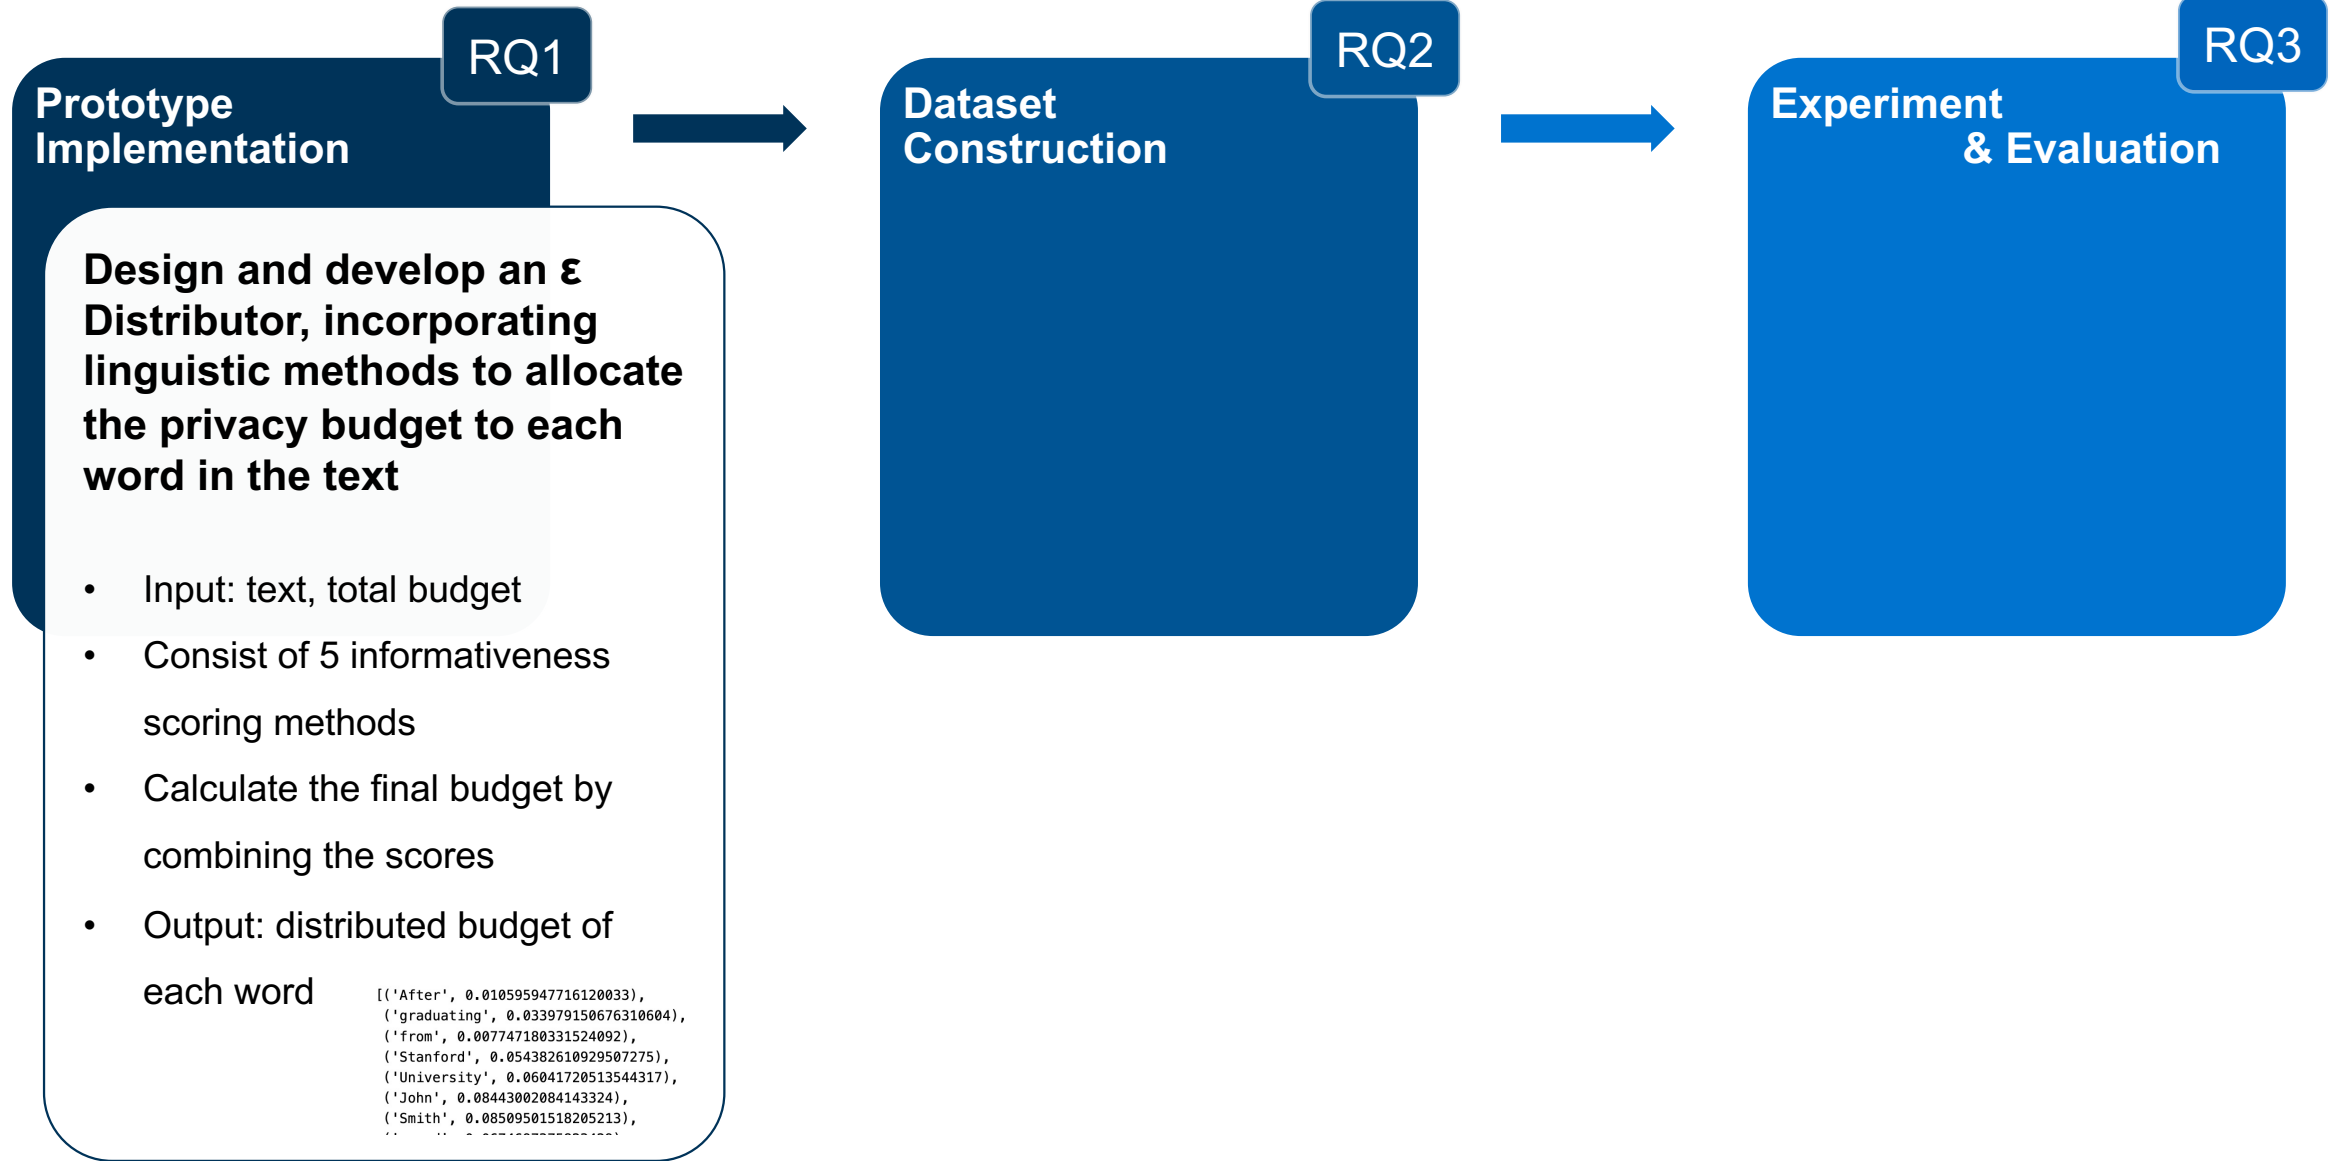 RQ1
Prototype
Implementation
Design and develop an ε
Distributor, incorporating
linguistic methods to allocate
the privacy budget to each
word in the text
• Input: text, total budget
• Consist of 5 informativeness
scoring methods
• Calculate the final budget by
combining the scores
• Output: distributed budget of
each word
[('After', 0.010595947716120033),
('graduating', 0.033979150676310604),
('from', 0.007747180331524092),
('Stanford', 0.054382610929507275),
('University', 0.06041720513544317),
('John', 0.08443002084143324),
('Smith', 0.08509501518205213),
RQ2
Dataset
Construction
RQ3
Experiment
& Evaluation